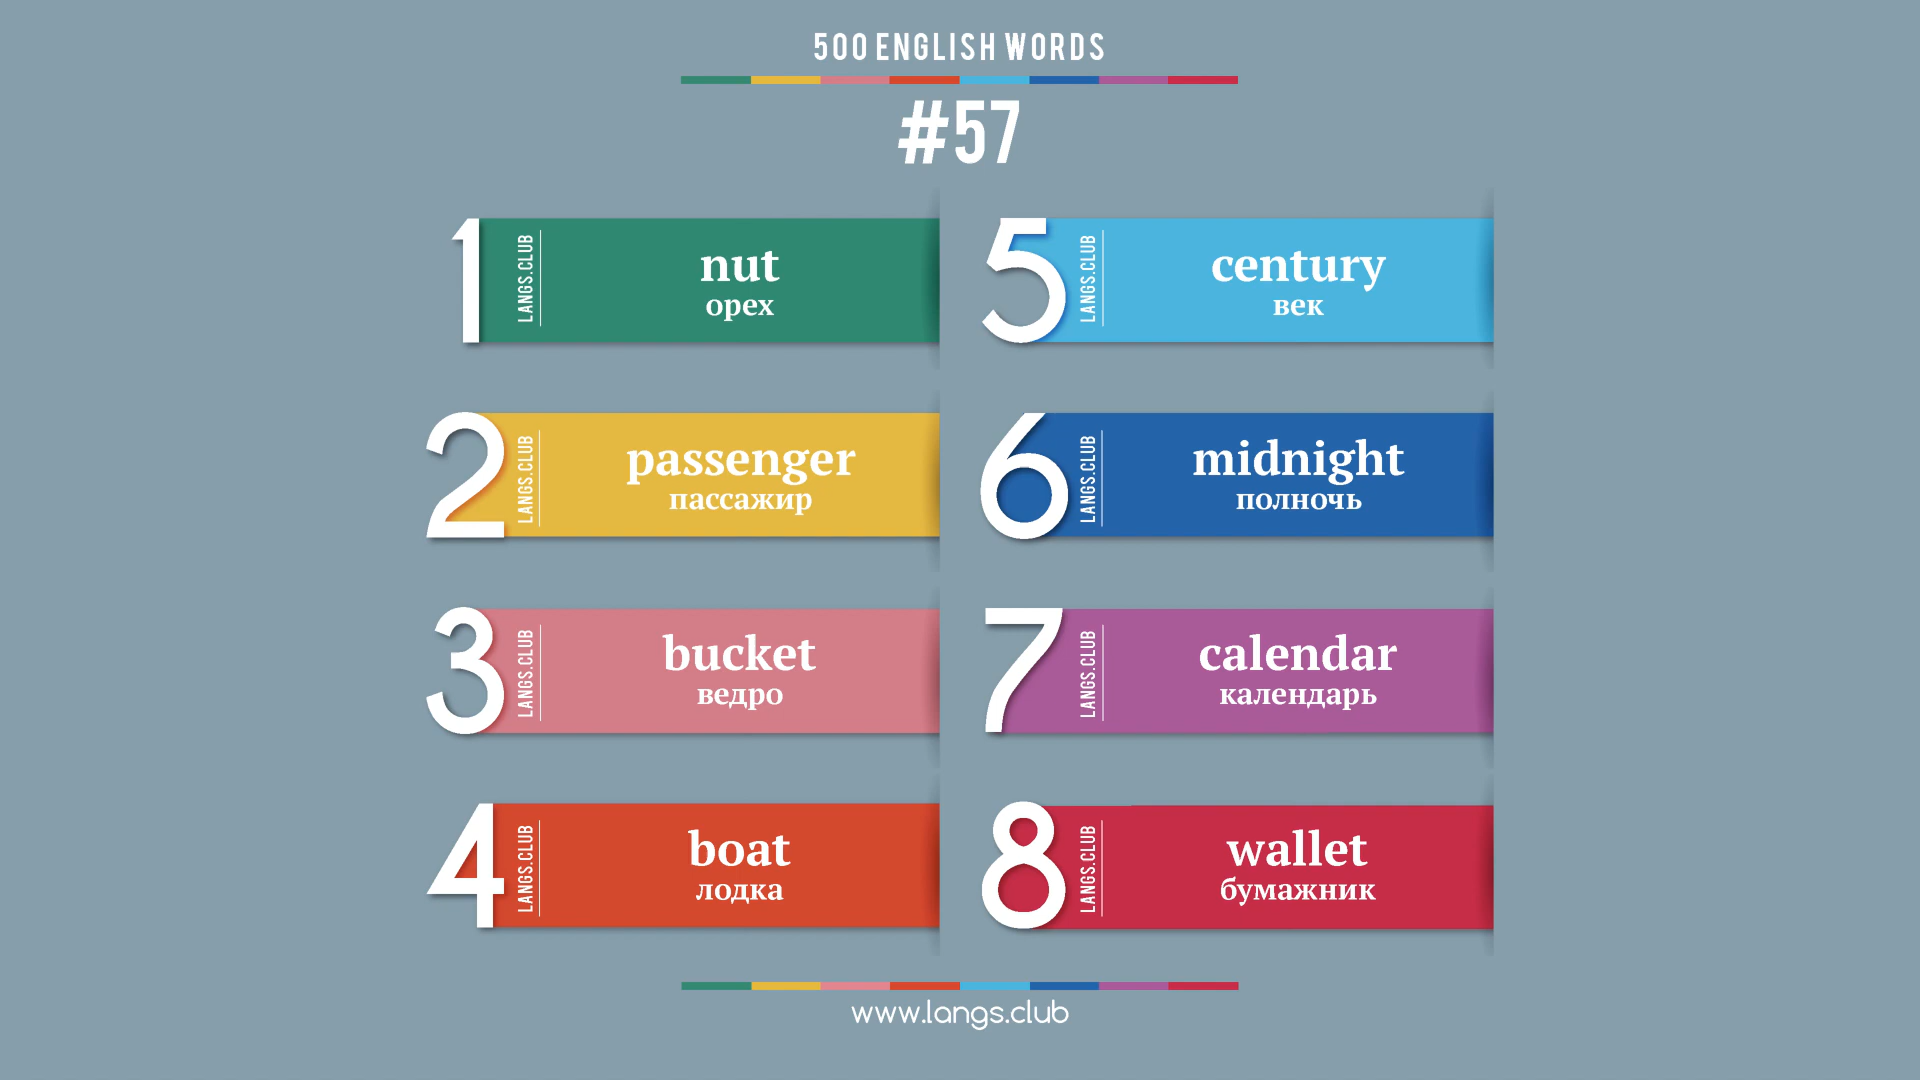 500 ENGLISH WORDS
#57
1
LANGS.CLUB
nut
орех
2
LANGS.CLUB
passenger
пассажир
3
LANGS.CLUB
bucket
ведро
4
LANGS.CLUB
boat
лодка
5
LANGS.CLUB
century
век
6
LANGS.CLUB
midnight
полночь
7
LANGS.CLUB
calendar
календарь
8
LANGS.CLUB
wallet
бумажник
www.langs.club